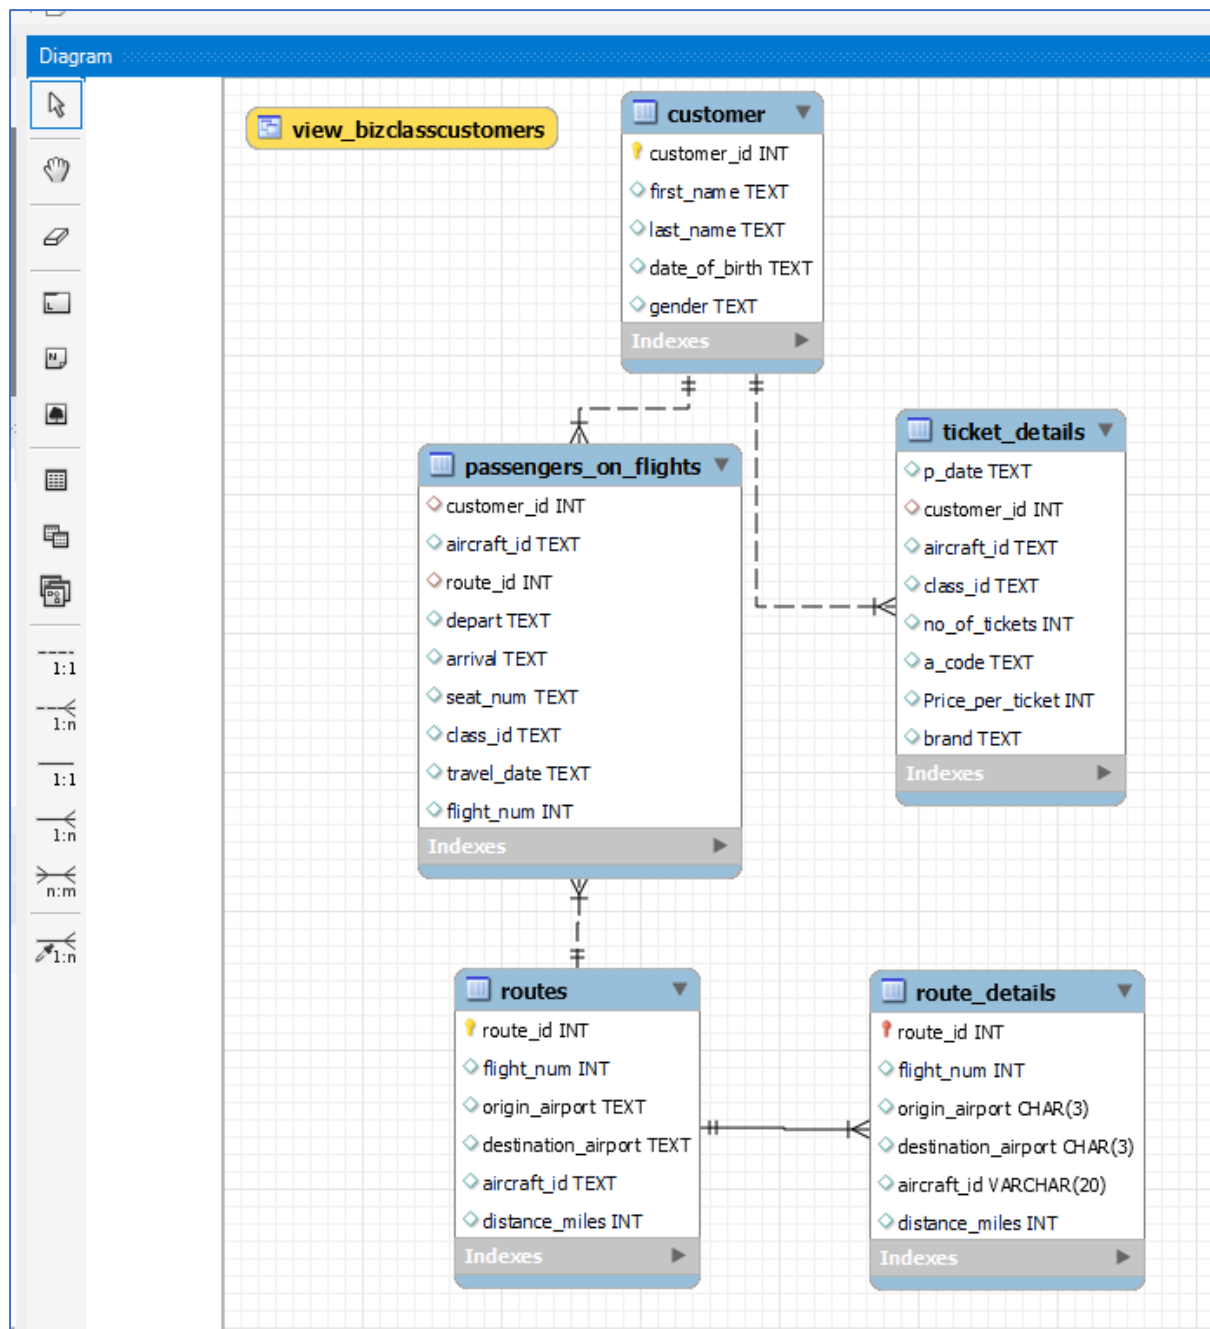 Diagram
view_bizclasscustomers
customer
customer_id INT
first_name TEXT
last_name TEXT
date_of_birth TEXT
gender TEXT
Indexes
passengers_on_flights
customer_id INT
aircraft_id TEXT
route_id INT
depart TEXT
arrival TEXT
seat_num TEXT
class_id TEXT
travel_date TEXT
flight_num INT
Indexes
ticket_details
p_date TEXT
customer_id INT
aircraft_id TEXT
class_id TEXT
no_of_tickets INT
a_code TEXT
Price_per_ticket INT
brand TEXT
Indexes
routes
route_id INT
flight_num INT
origin_airport TEXT
destination_airport TEXT
aircraft_id TEXT
distance_miles INT
Indexes
route_details
route_id INT
flight_num INT
origin_airport CHAR(3)
destination_airport CHAR(3)
aircraft_id VARCHAR(20)
distance_miles INT
Indexes
L
N
1:1
1:n
1:1
1:n
n:m
1:n